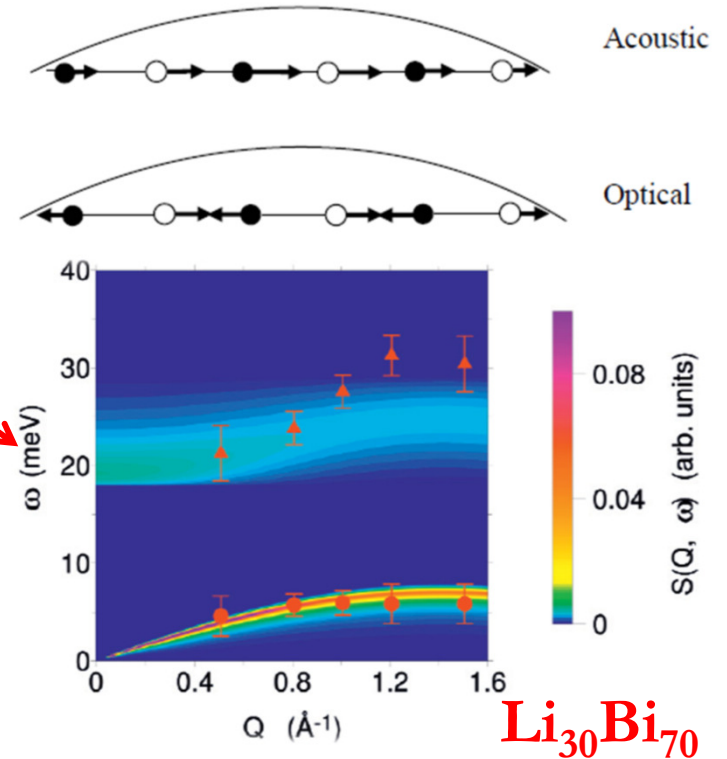 Acoustic
Optical
40
30
20
10
0
ω (meV)
0 0.4 0.8 1.2 1.6
Q (Å⁻¹)
0.08
0.04
0
S(Q, ω) (arb. units)
Li₃₀Bi₇₀